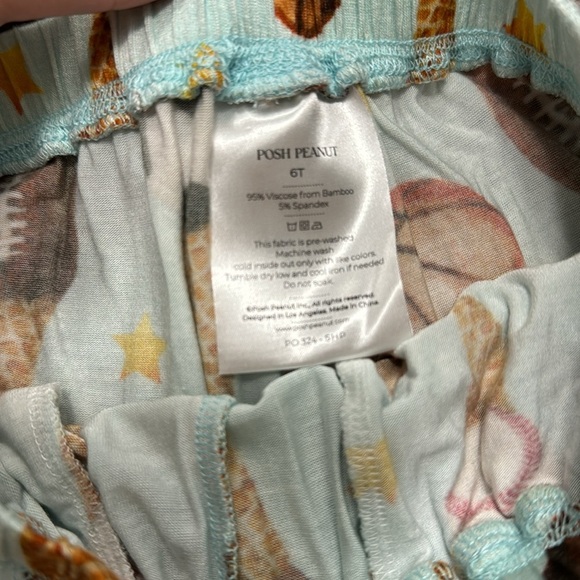 POSH PEANUT
6T
95% Viscose from Bamboo
5% Spandex
This fabric is pre-washed.
Machine wash
cold inside out only with like colors.
Tumble dry low and cool iron if needed
Do not soak.
©Posh Peanut Inc., All rights reserved.
Designed in Los Angeles. Made in China.
www.poshpeanut.com
PO 324 - SHP